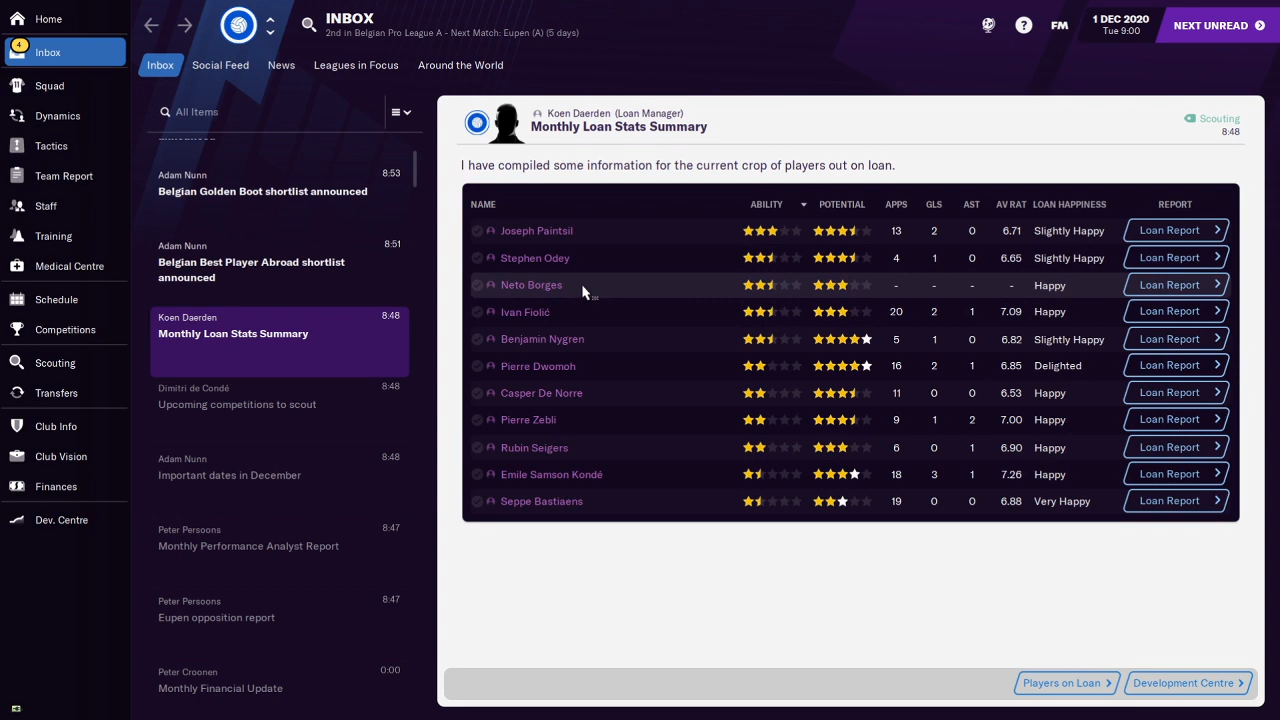 INBOX
2nd in Belgian Pro League A - Next Match: Eupen (A) (5 days)
FM
1 DEC 2020
Tue 9:00
NEXT UNREAD
Home
4
Inbox
Squad
Dynamics
Tactics
Team Report
Staff
Training
Medical Centre
Schedule
Competitions
Scouting
Transfers
Club Info
Club Vision
Finances
Dev. Centre
Inbox Social Feed News Leagues in Focus Around the World
All Items
announced
Adam Nunn 8:53
Belgian Golden Boot shortlist announced
Adam Nunn 8:51
Belgian Best Player Abroad shortlist
announced
Koen Daerden 8:48
Monthly Loan Stats Summary
Dimitri de Condé 8:48
Upcoming competitions to scout
Adam Nunn 8:48
Important dates in December
Peter Persoons 8:47
Monthly Performance Analyst Report
Peter Persoons 8:47
Eupen opposition report
Peter Croonen 0:00
Monthly Financial Update
Koen Daerden (Loan Manager)
Monthly Loan Stats Summary
Scouting
8:48
I have compiled some information for the current crop of players out on loan.
NAME ABILITY POTENTIAL APPS GLS AST AV RAT LOAN HAPPINESS REPORT
Joseph Paintsil 13 2 0 6.71 Slightly Happy Loan Report
Stephen Odey 4 1 0 6.65 Slightly Happy Loan Report
Neto Borges - - - - Happy Loan Report
Ivan Fiolić 20 2 1 7.09 Happy Loan Report
Benjamin Nygren 5 1 0 6.82 Slightly Happy Loan Report
Pierre Dwomoh 16 2 2 6.85 Delighted Loan Report
Casper De Norre 11 0 0 6.53 Happy Loan Report
Pierre Zebli 9 1 2 7.00 Happy Loan Report
Rubin Seigers 6 0 1 6.90 Happy Loan Report
Emile Samson Kondé 18 3 1 7.26 Happy Loan Report
Seppe Bastiaens 19 0 0 6.88 Very Happy Loan Report
Players on Loan Development Centre